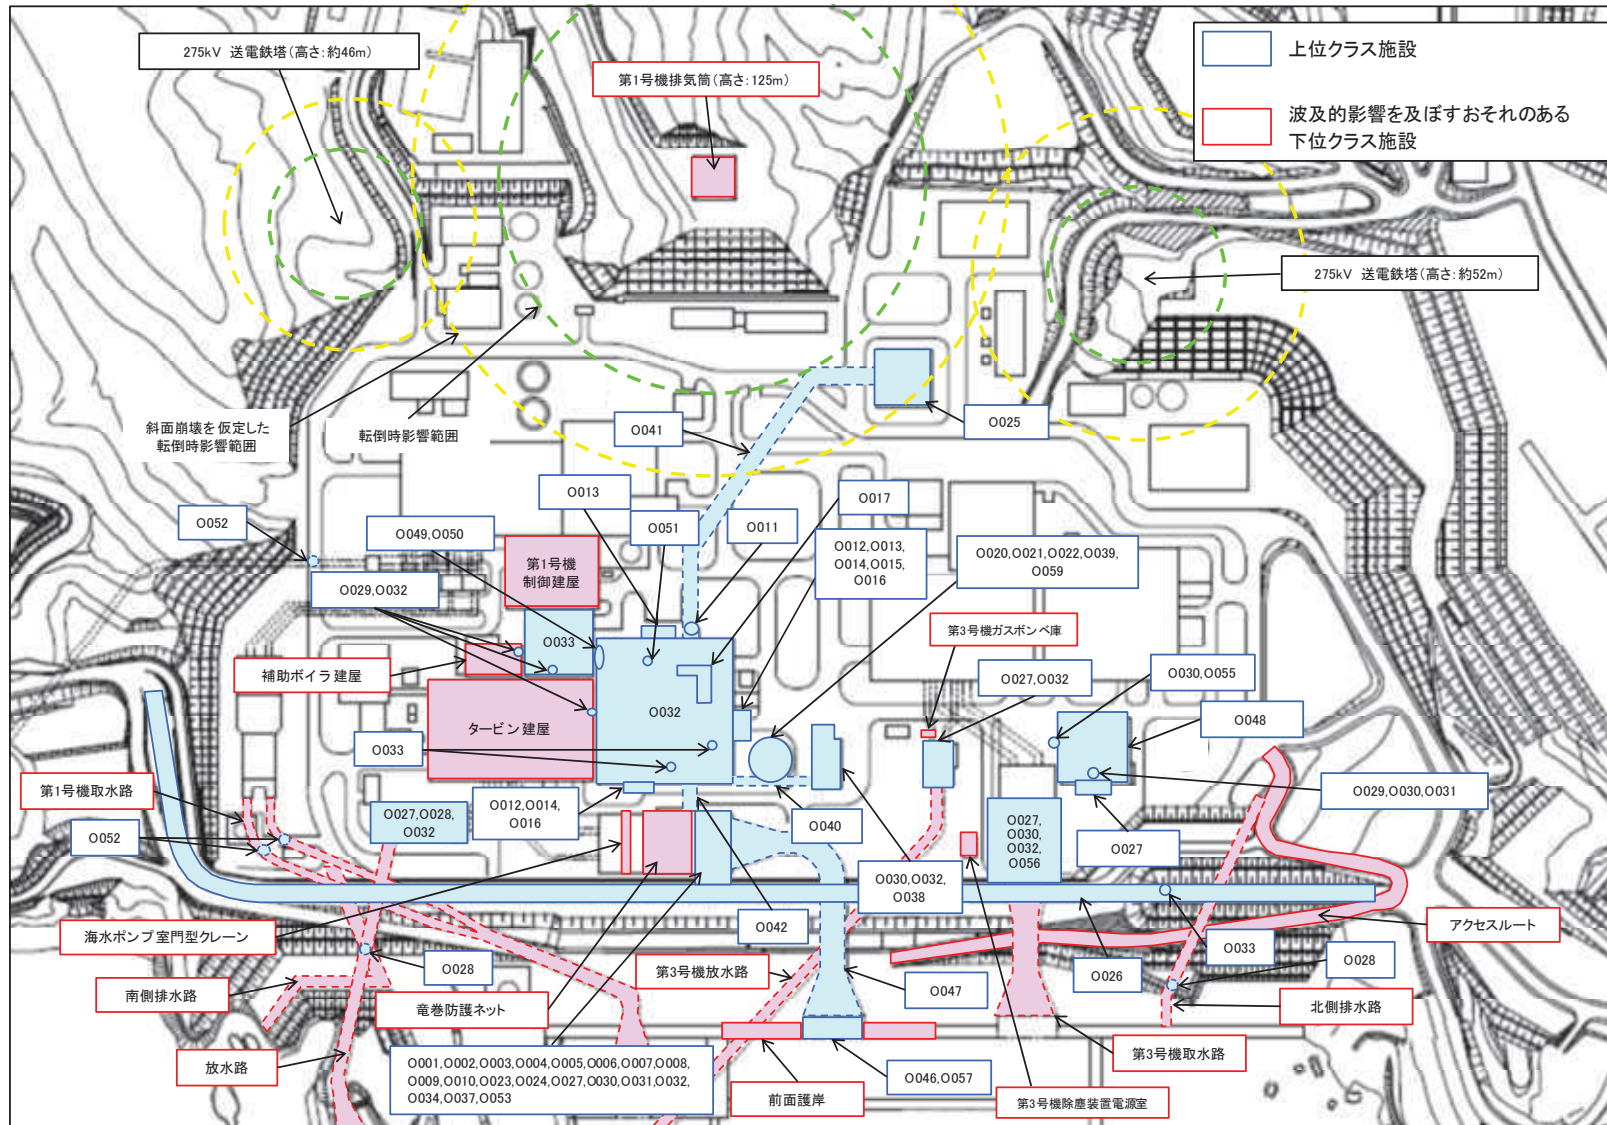 275kV 送電鉄塔(高さ:約46m)
第1号機排気筒(高さ:125m)
上位クラス施設
波及的影響を及ぼすおそれのある
下位クラス施設
275kV 送電鉄塔(高さ:約52m)
斜面崩壊を仮定した
転倒時影響範囲
転倒時影響範囲
O041
O025
O013
O017
O052
O049,O050
O051
O011
O012,O013,
O014,O015,
O016
O020,O021,O022,O039,
O059
第1号機
制御建屋
O029,O032
O033
第3号機ガスボンベ庫
補助ボイラ建屋
O027,O032
O030,O055
O032
O048
タービン建屋
O033
第1号機取水路
O029,O030,O031
O012,O014,
O016
O027,O028,
O032
O040
O027,
O030,
O032,
O056
O052
O027
O030,O032,
O038
海水ポンプ室門型クレーン
O042
O033
アクセスルート
O028
第3号機放水路
O026
O028
南側排水路
O047
竜巻防護ネット
北側排水路
放水路
O001,O002,O003,O004,O005,O006,O007,O008,
O009,O010,O023,O024,O027,O030,O031,O032,
O034,O037,O053
第3号機取水路
O046,O057
前面護岸
第3号機除塵装置電源室